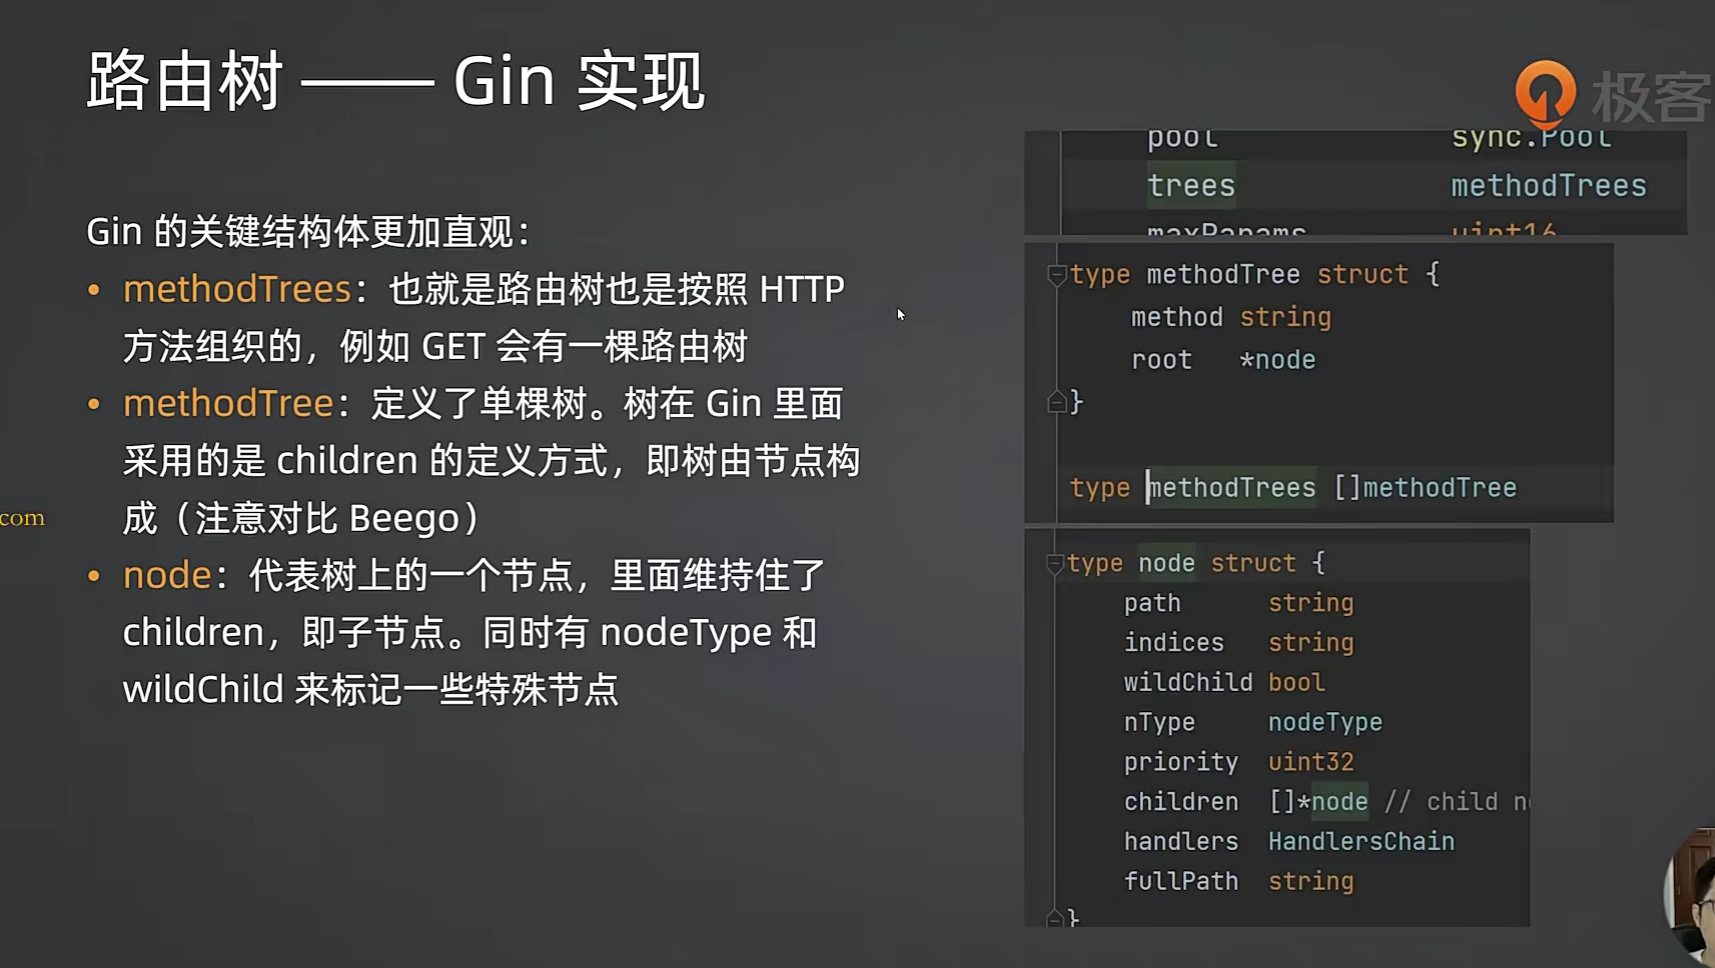 路由树 —— Gin 实现
极客
Gin 的关键结构体更加直观：
• methodTrees：也就是路由树也是按照 HTTP
方法组织的，例如 GET 会有一棵路由树
• methodTree：定义了单棵树。树在 Gin 里面
采用的是 children 的定义方式，即树由节点构
成（注意对比 Beego）
• node：代表树上的一个节点，里面维持住了
children，即子节点。同时有 nodeType 和
wildChild 来标记一些特殊节点
com
pool sync.Pool
trees methodTrees
maxParams uint16
type methodTree struct {
method string
root *node
}
type methodTrees []methodTree
type node struct {
path string
indices string
wildChild bool
nType nodeType
priority uint32
children []*node // child
handlers HandlersChain
fullPath string
}